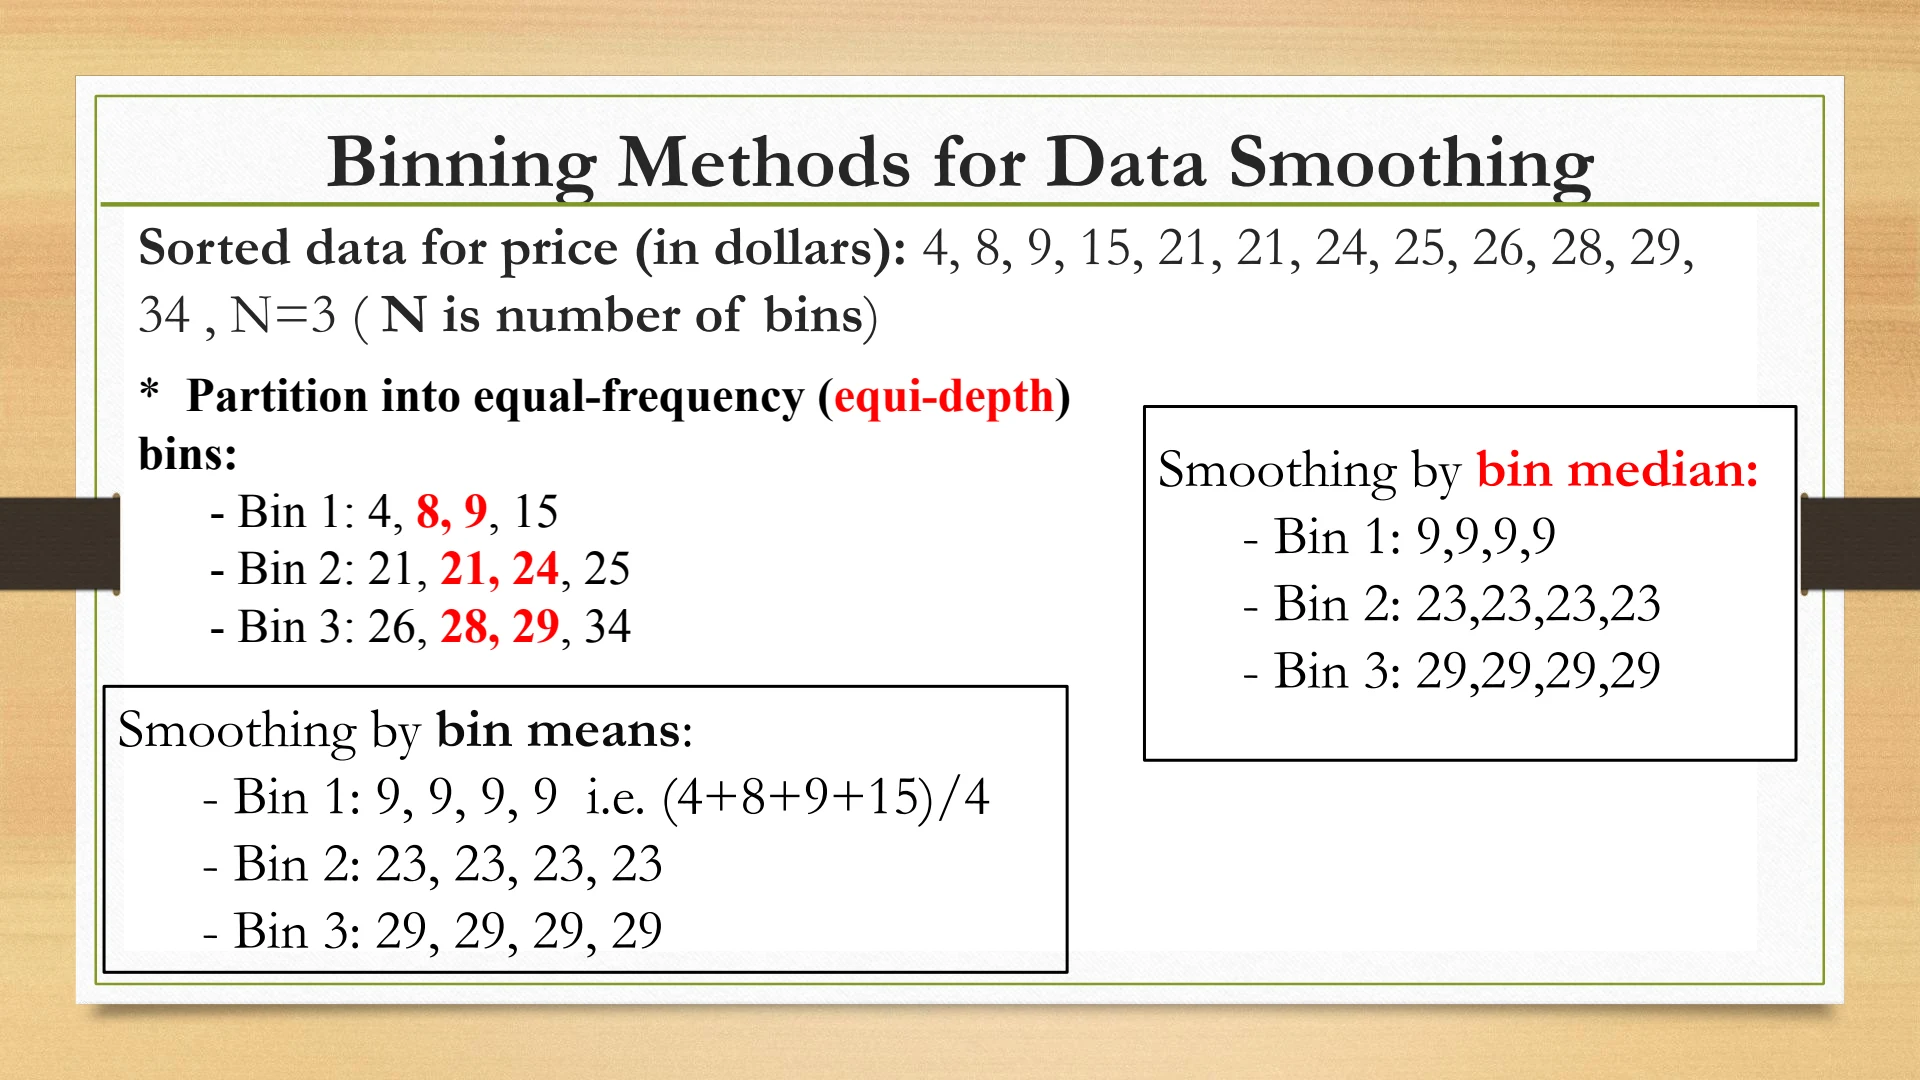 Binning Methods for Data Smoothing
Sorted data for price (in dollars): 4, 8, 9, 15, 21, 21, 24, 25, 26, 28, 29,
34 , N=3 ( N is number of bins)
* Partition into equal-frequency (equi-depth)
bins:
- Bin 1: 4, 8, 9, 15
- Bin 2: 21, 21, 24, 25
- Bin 3: 26, 28, 29, 34
Smoothing by bin means:
- Bin 1: 9, 9, 9, 9 i.e. (4+8+9+15)/4
- Bin 2: 23, 23, 23, 23
- Bin 3: 29, 29, 29, 29
Smoothing by bin median:
- Bin 1: 9,9,9,9
- Bin 2: 23,23,23,23
- Bin 3: 29,29,29,29